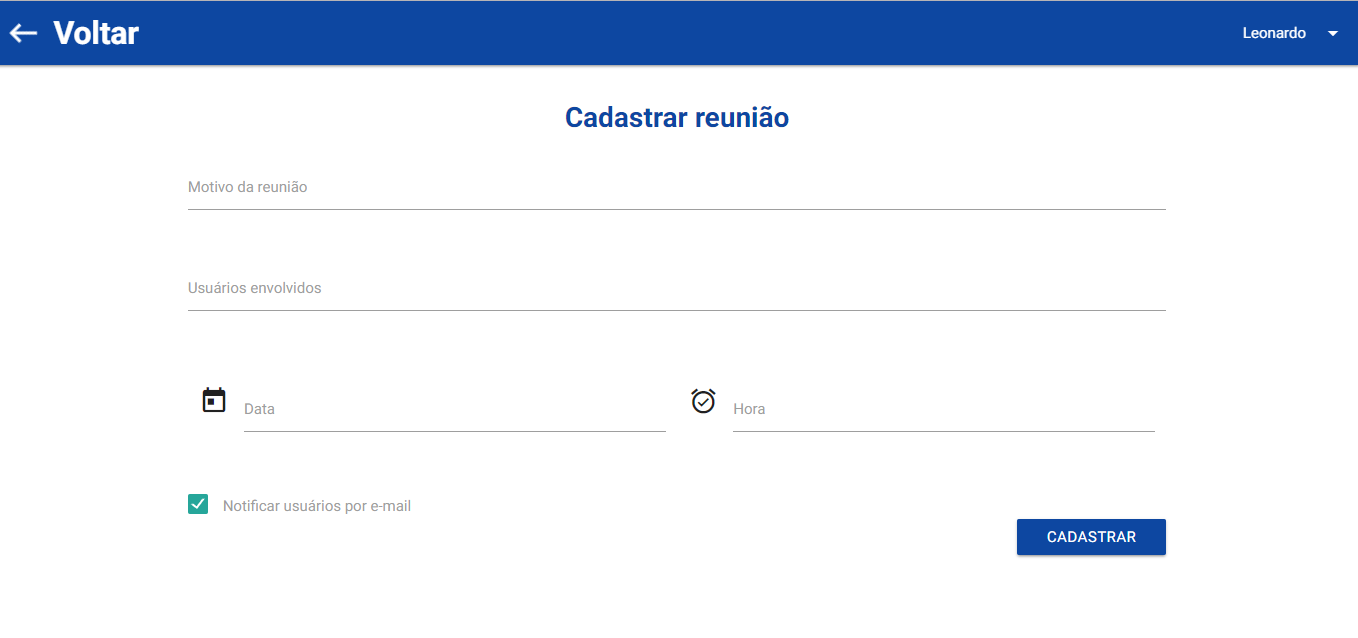 Voltar
Leonardo
Cadastrar reunião
Motivo da reunião
Usuários envolvidos
Data
Hora
Notificar usuários por e-mail
CADASTRAR